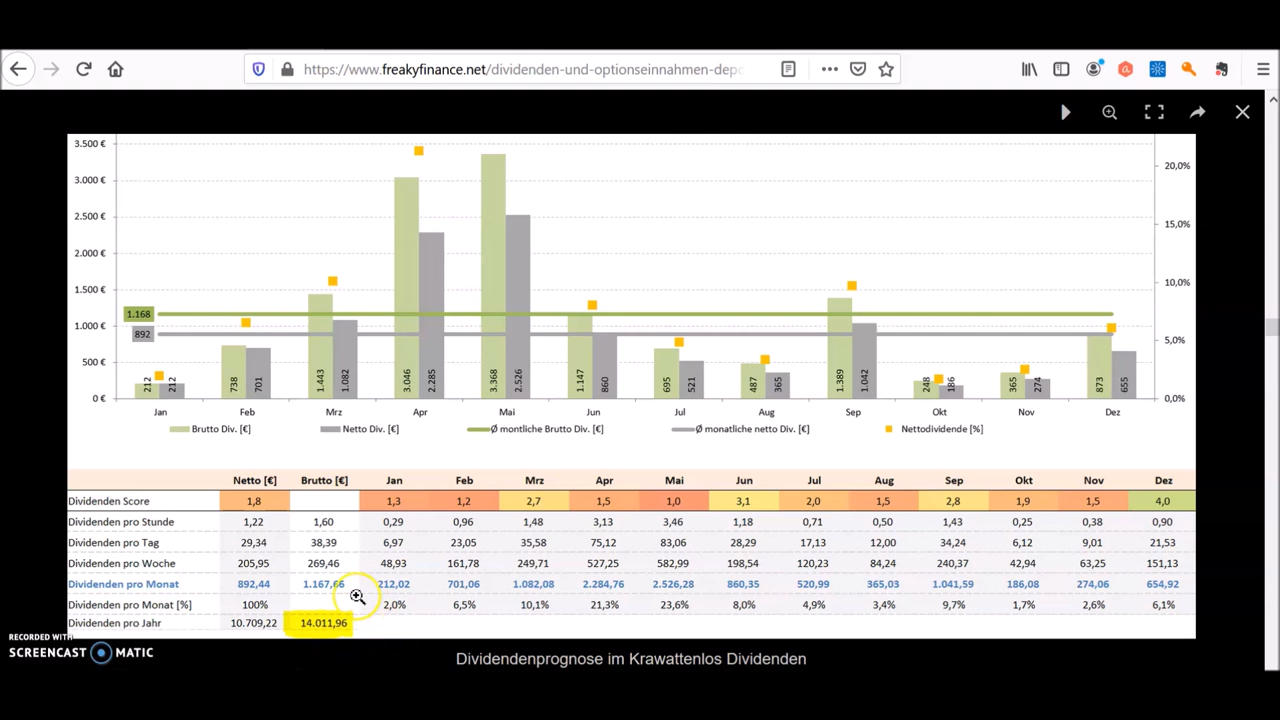 https://www.freakyfinance.net/dividenden-und-optionseinnahmen-depo
3.500 €
3.000 €
2.500 €
2.000 €
1.500 €
1.000 €
500 €
0 €
20,0%
15,0%
10,0%
5,0%
0,0%
1.168
892
212 212 738 701 1.443 1.082 3.046 2.285 3.368 2.526 1.147 860 695 521 487 365 1.389 1.042 248 186 365 274 873 655
Jan Feb Mrz Apr Mai Jun Jul Aug Sep Okt Nov Dez
Brutto Div. [€] Netto Div. [€] Ø montliche Brutto Div. [€] Ø monatliche netto Div. [€] Nettodividende [%]
Netto [€] Brutto [€] Jan Feb Mrz Apr Mai Jun Jul Aug Sep Okt Nov Dez
Dividenden Score 1,8 1,3 1,2 2,7 1,5 1,0 3,1 2,0 1,5 2,8 1,9 1,5 4,0
Dividenden pro Stunde 1,22 1,60 0,29 0,96 1,48 3,13 3,46 1,18 0,71 0,50 1,43 0,25 0,38 0,90
Dividenden pro Tag 29,34 38,39 6,97 23,05 35,58 75,12 83,06 28,29 17,13 12,00 34,24 6,12 9,01 21,53
Dividenden pro Woche 205,95 269,46 48,93 161,78 249,71 527,25 582,99 198,54 120,23 84,24 240,37 42,94 63,25 151,13
Dividenden pro Monat 892,44 1.167,66 212,02 701,06 1.082,08 2.284,76 2.526,28 860,35 520,99 365,03 1.041,59 186,08 274,06 654,92
Dividenden pro Monat [%] 100% 2,0% 6,5% 10,1% 21,3% 23,6% 8,0% 4,9% 3,4% 9,7% 1,7% 2,6% 6,1%
Dividenden pro Jahr 10.709,22 14.011,96
RECORDED WITH
SCREENCAST MATIC
Dividendenprognose im Krawattenlos Dividenden